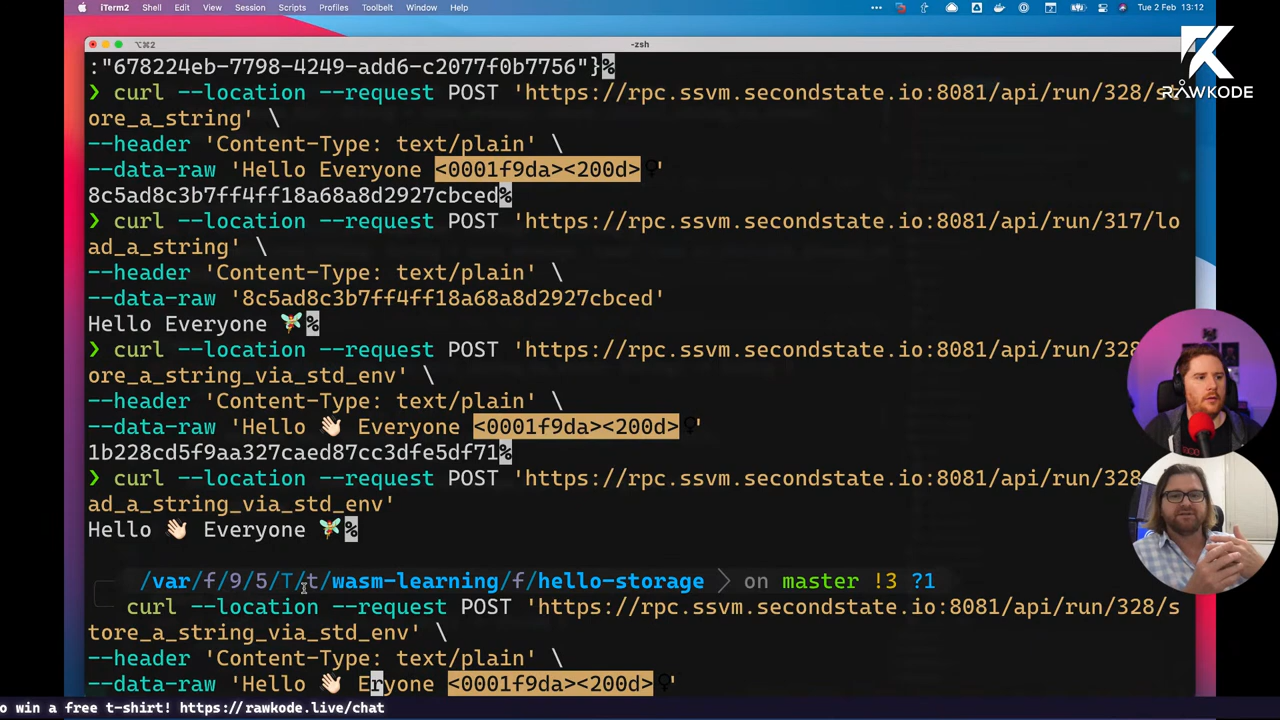 iTerm2 Shell Edit View Session Scripts Profiles Toolbelt Window Help Tue 2 Feb 13:12
⌥⌘2 -zsh
RAWKODE
:"678224eb-7798-4249-add6-c2077f0b7756"}%
❯ curl --location --request POST 'https://rpc.ssvm.secondstate.io:8081/api/run/328/st
ore_a_string' \
--header 'Content-Type: text/plain' \
--data-raw 'Hello Everyone <0001f9da><200d>♀'
8c5ad8c3b7ff4ff18a68a8d2927cbced%
❯ curl --location --request POST 'https://rpc.ssvm.secondstate.io:8081/api/run/317/lo
ad_a_string' \
--header 'Content-Type: text/plain' \
--data-raw '8c5ad8c3b7ff4ff18a68a8d2927cbced'
Hello Everyone 🧚%
❯ curl --location --request POST 'https://rpc.ssvm.secondstate.io:8081/api/run/328
ore_a_string_via_std_env' \
--header 'Content-Type: text/plain' \
--data-raw 'Hello 👋🏻 Everyone <0001f9da><200d>♀'
1b228cd5f9aa327caed87cc3dfe5df71%
❯ curl --location --request POST 'https://rpc.ssvm.secondstate.io:8081/api/run/328
ad_a_string_via_std_env'
Hello 👋🏻 Everyone 🧚%
/var/f/9/5/T/t/wasm-learning/f/hello-storage on master !3 ?1
curl --location --request POST 'https://rpc.ssvm.secondstate.io:8081/api/run/328/s
tore_a_string_via_std_env' \
--header 'Content-Type: text/plain' \
--data-raw 'Hello 👋🏻 Eryone <0001f9da><200d>♀'
o win a free t-shirt! https://rawkode.live/chat